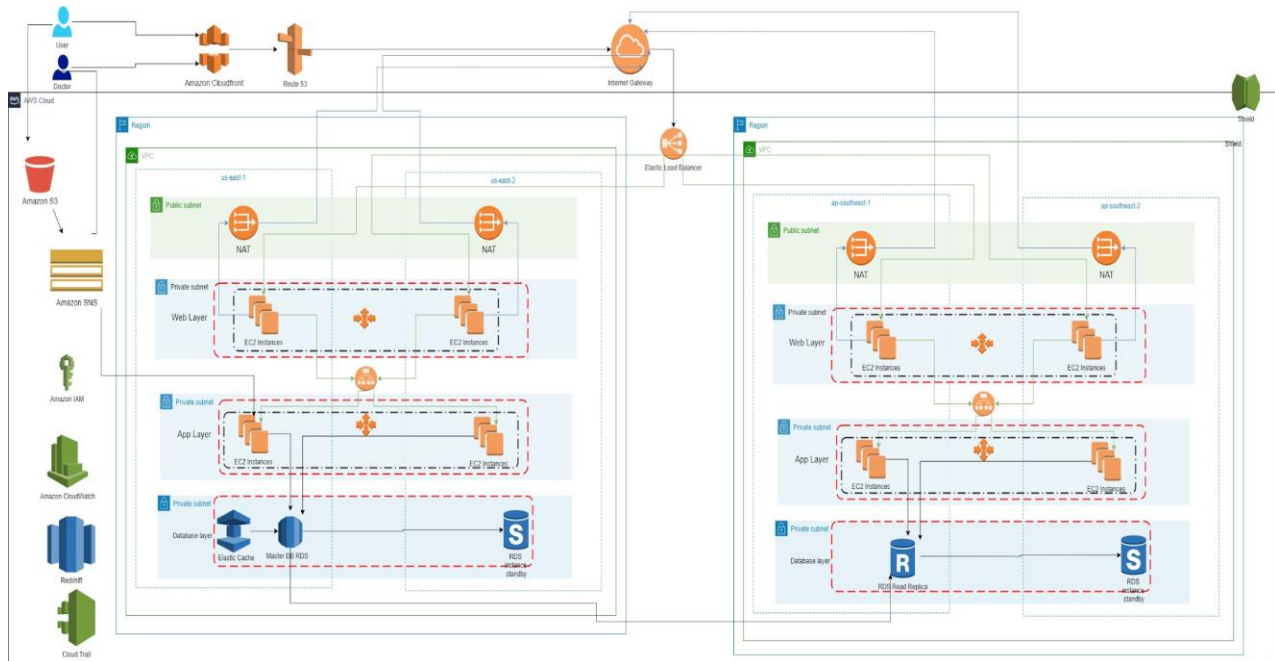 User
Docter
Amazon Cloudfront
Route 53
Internet Gateway
AWS Cloud
Shield
Shield
Region
Region
Elastic Load Balancer
VPC
VPC
us-east-1
us-east-2
ap-southeast-1
ap-southeast-2
Amazon S3
Public subnet
Public subnet
NAT
NAT
NAT
NAT
Amazon SNS
Private subnet
Private subnet
Web Layer
Web Layer
EC2 Instances
EC2 Instances
EC2 Instances
EC2 Instances
Amazon IAM
Private subnet
Private subnet
App Layer
App Layer
EC2 Instances
EC2 Instances
EC2 Instances
EC2 Instances
Amazon CloudWatch
Private subnet
Private subnet
Database layer
Database layer
Elastic Cache
Master DB RDS
S
RDS
instance
standby
R
RDS Read Replica
S
RDS
instance
standby
Redshift
Cloud Trail